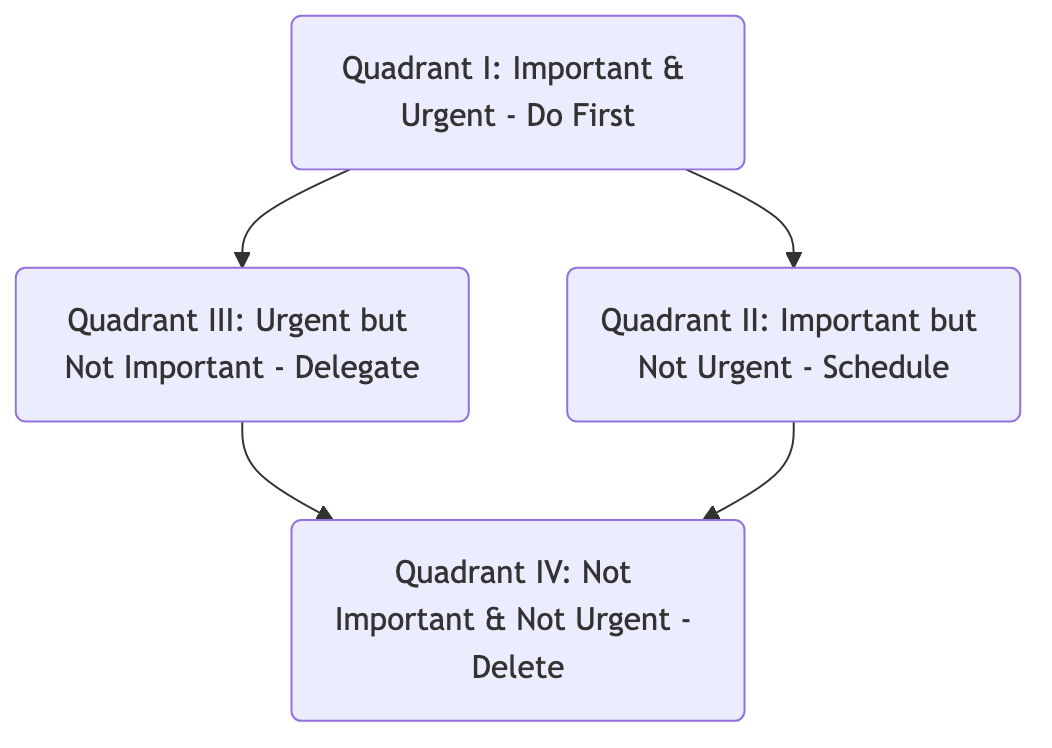 Quadrant I: Important &
Urgent - Do First
Quadrant III: Urgent but
Not Important - Delegate
Quadrant II: Important but
Not Urgent - Schedule
Quadrant IV: Not
Important & Not Urgent -
Delete